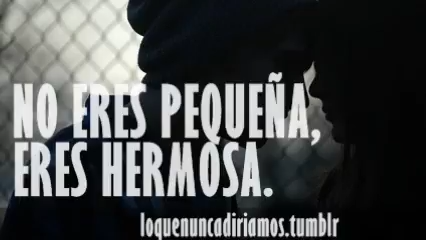 NO ERES PEQUEÑA,
ERES HERMOSA.
loquenuncadiriamos.tumblr